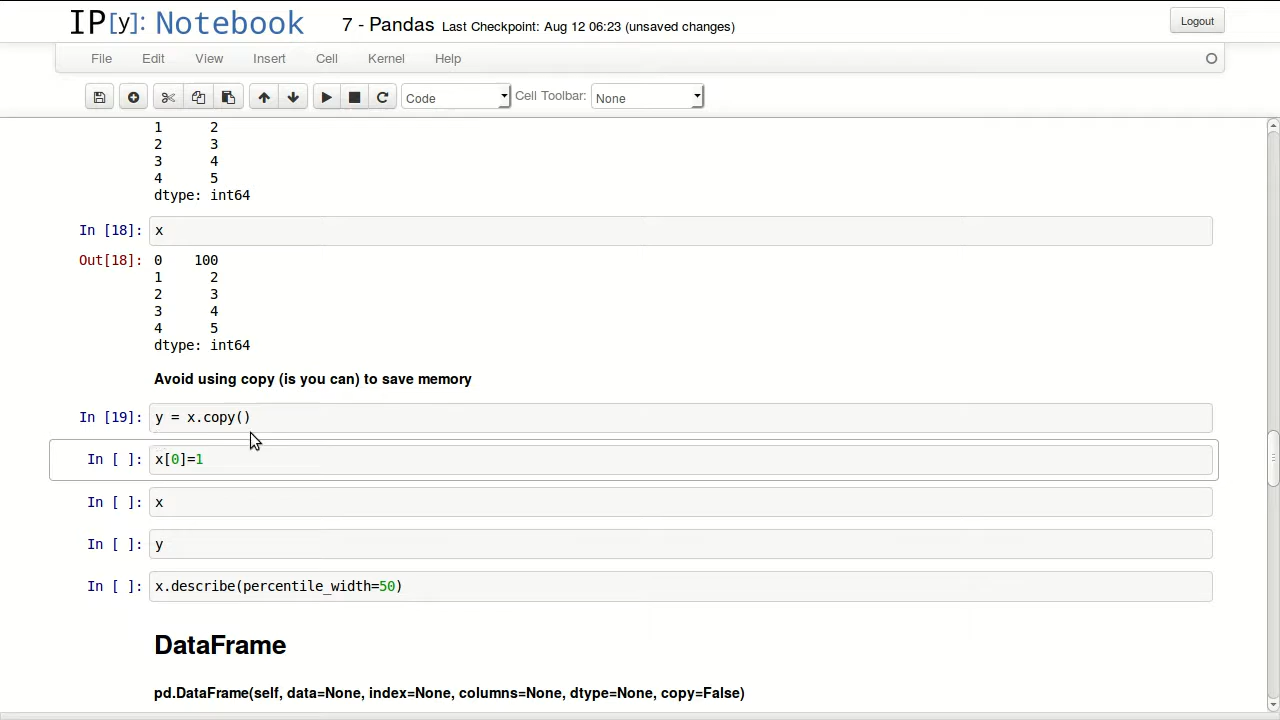 IP[y]: Notebook 7 - Pandas Last Checkpoint: Aug 12 06:23 (unsaved changes) Logout
File Edit View Insert Cell Kernel Help
Code Cell Toolbar: None
1 2
2 3
3 4
4 5
dtype: int64
In [18]: x
Out[18]: 0 100
1 2
2 3
3 4
4 5
dtype: int64
Avoid using copy (is you can) to save memory
In [19]: y = x.copy()
In [ ]: x[0]=1
In [ ]: x
In [ ]: y
In [ ]: x.describe(percentile_width=50)
DataFrame
pd.DataFrame(self, data=None, index=None, columns=None, dtype=None, copy=False)